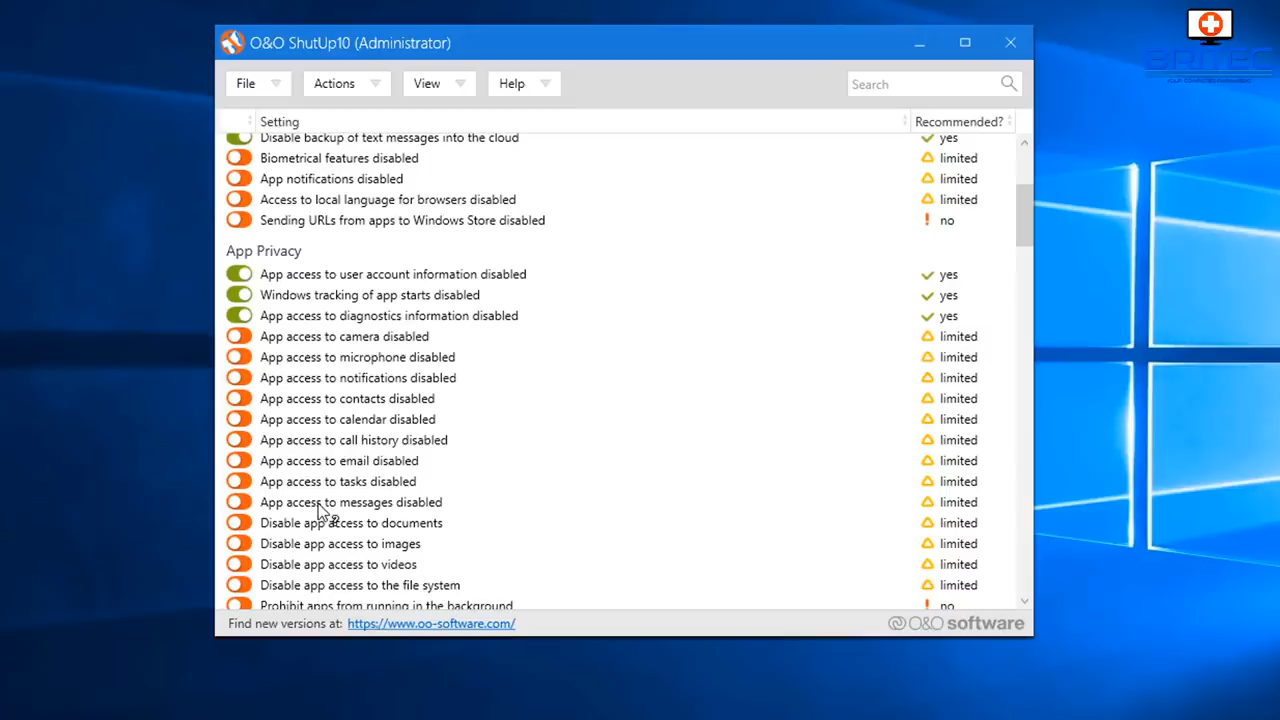 O&O ShutUp10 (Administrator)
BRITEC
File Actions View Help Search
Setting Recommended?
Disable backup of text messages into the cloud yes
Biometrical features disabled limited
App notifications disabled limited
Access to local language for browsers disabled limited
Sending URLs from apps to Windows Store disabled no
App Privacy
App access to user account information disabled yes
Windows tracking of app starts disabled yes
App access to diagnostics information disabled yes
App access to camera disabled limited
App access to microphone disabled limited
App access to notifications disabled limited
App access to contacts disabled limited
App access to calendar disabled limited
App access to call history disabled limited
App access to email disabled limited
App access to tasks disabled limited
App access to messages disabled limited
Disable app access to documents limited
Disable app access to images limited
Disable app access to videos limited
Disable app access to the file system limited
Prohibit apps from running in the background no
Find new versions at: https://www.oo-software.com/ O&O software